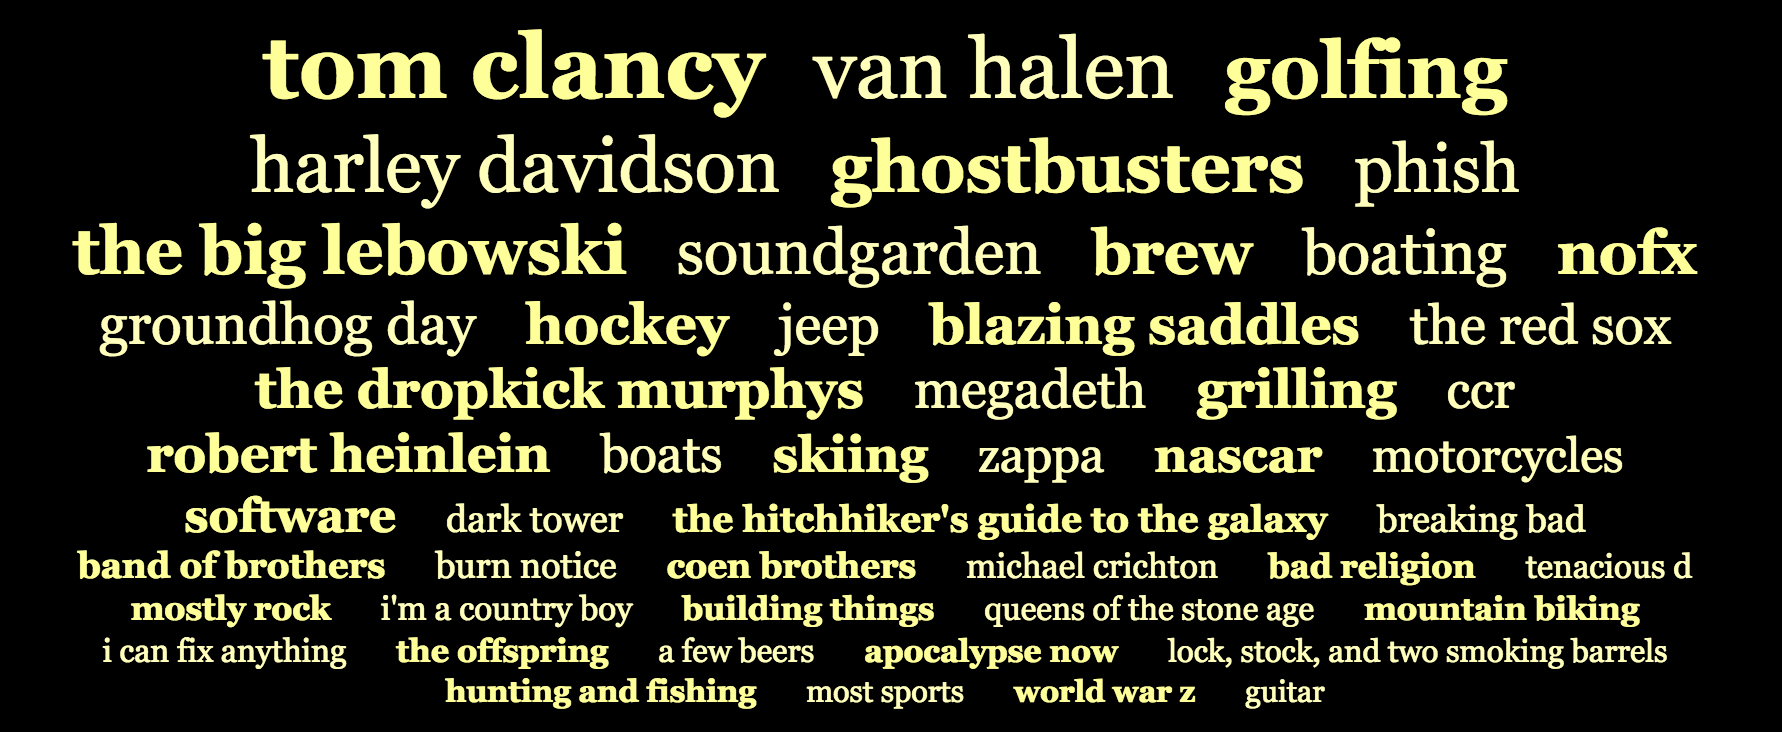 tom clancy van halen golfing
harley davidson ghostbusters phish
the big lebowski soundgarden brew boating nofx
groundhog day hockey jeep blazing saddles the red sox
the dropkick murphys megadeth grilling ccr
robert heinlein boats skiing zappa nascar motorcycles
software dark tower the hitchhiker's guide to the galaxy breaking bad
band of brothers burn notice coen brothers michael crichton bad religion tenacious d
mostly rock i'm a country boy building things queens of the stone age mountain biking
i can fix anything the offspring a few beers apocalypse now lock, stock, and two smoking barrels
hunting and fishing most sports world war z guitar